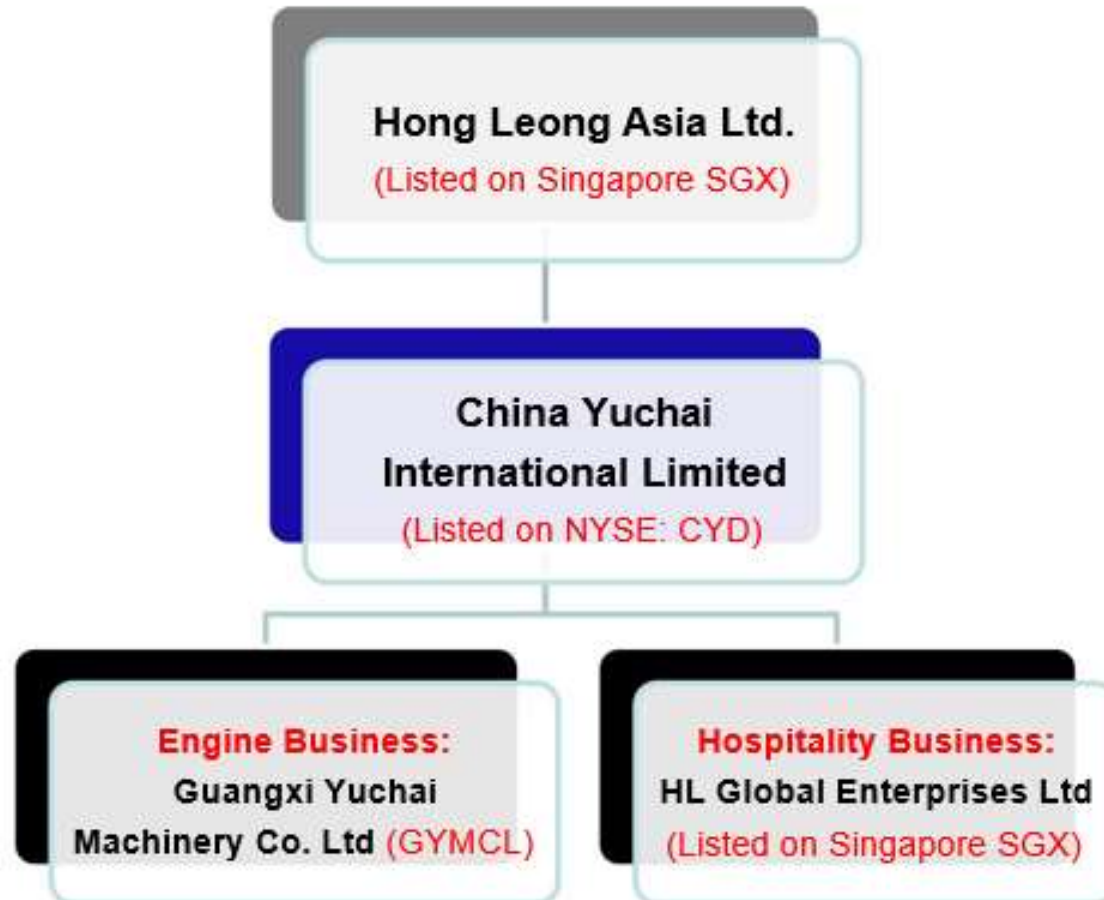 Hong Leong Asia Ltd.
(Listed on Singapore SGX)
China Yuchai
International Limited
(Listed on NYSE: CYD)
Engine Business:
Guangxi Yuchai
Machinery Co. Ltd (GYMCL)
Hospitality Business:
HL Global Enterprises Ltd
(Listed on Singapore SGX)